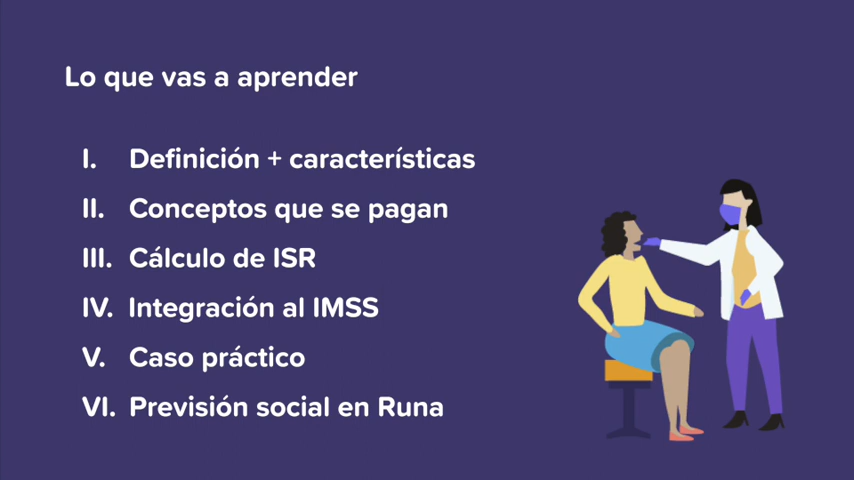 Lo que vas a aprender
I. Definición + características
II. Conceptos que se pagan
III. Cálculo de ISR
IV. Integración al IMSS
V. Caso práctico
VI. Previsión social en Runa